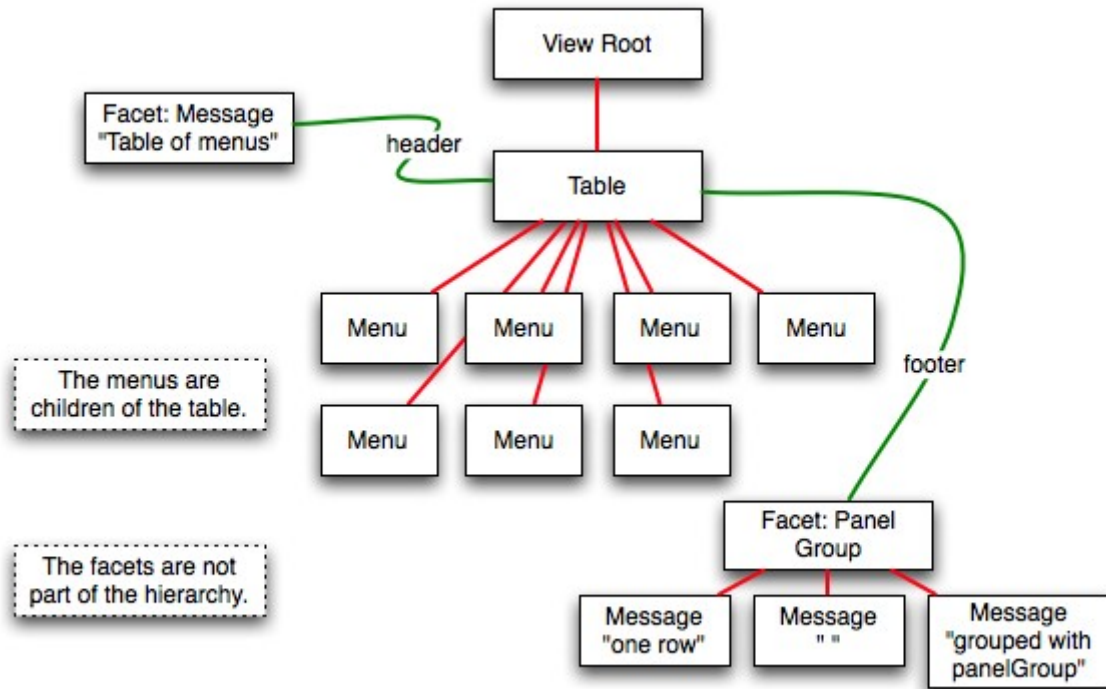 View Root
Facet: Message
"Table of menus"
header
Table
Menu
Menu
Menu
Menu
footer
The menus are
children of the table.
Menu
Menu
Menu
Facet: Panel
Group
The facets are not
part of the hierarchy.
Message
"one row"
Message
" "
Message
"grouped with
panelGroup"